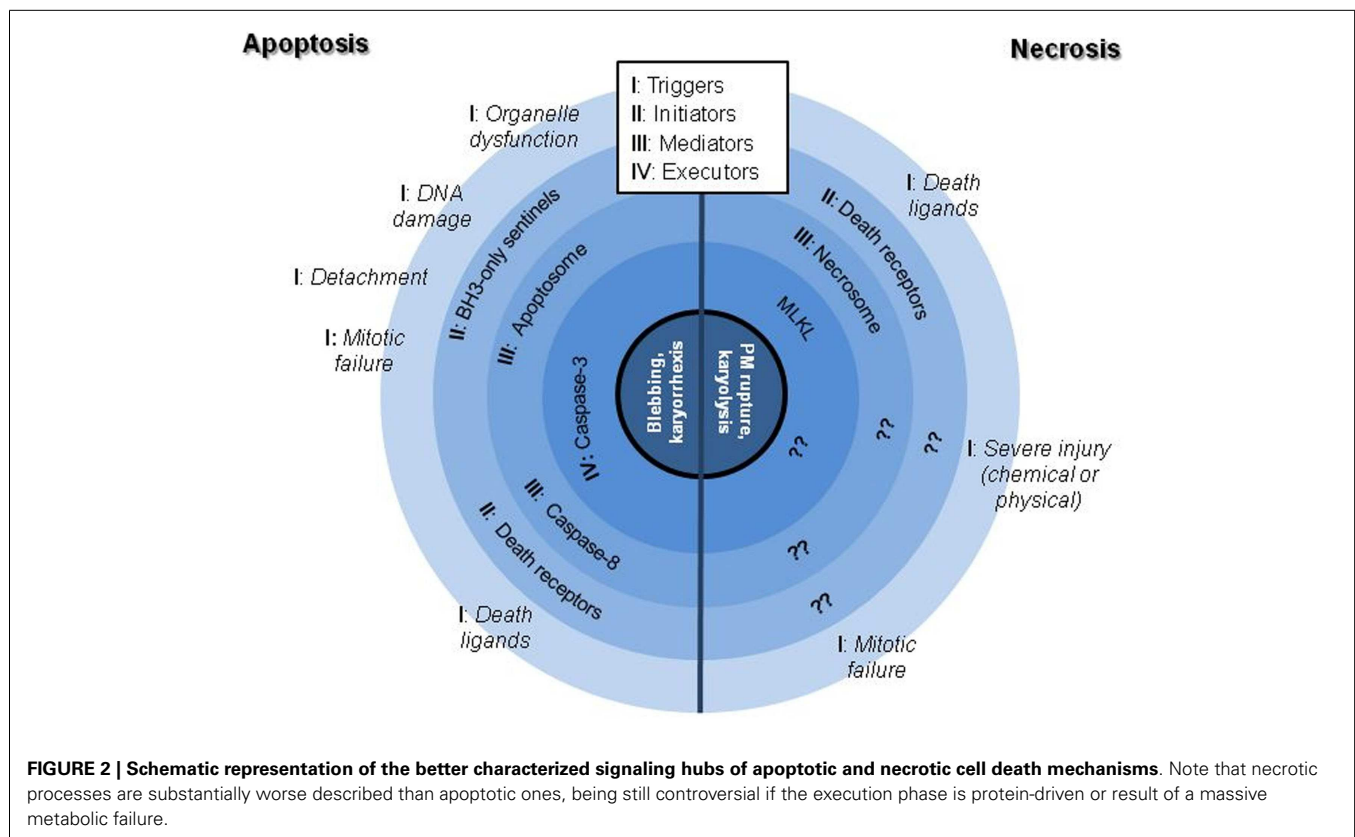 Apoptosis
Necrosis
I: Triggers
II: Initiators
III: Mediators
IV: Executors
I: Organelle
dysfunction
I: DNA
damage
I: Detachment
I: Mitotic
failure
I: Death
ligands
II: BH3-only sentinels
III: Apoptosome
IV: Caspase-3
III: Caspase-8
II: Death receptors
Blebbing,
karyorrhexis
PM rupture,
karyolysis
I: Death
ligands
II: Death receptors
III: Necrosome
MLKL
??
??
??
??
??
I: Severe injury
(chemical or
physical)
I: Mitotic
failure
FIGURE 2 | Schematic representation of the better characterized signaling hubs of apoptotic and necrotic cell death mechanisms. Note that necrotic
processes are substantially worse described than apoptotic ones, being still controversial if the execution phase is protein-driven or result of a massive
metabolic failure.